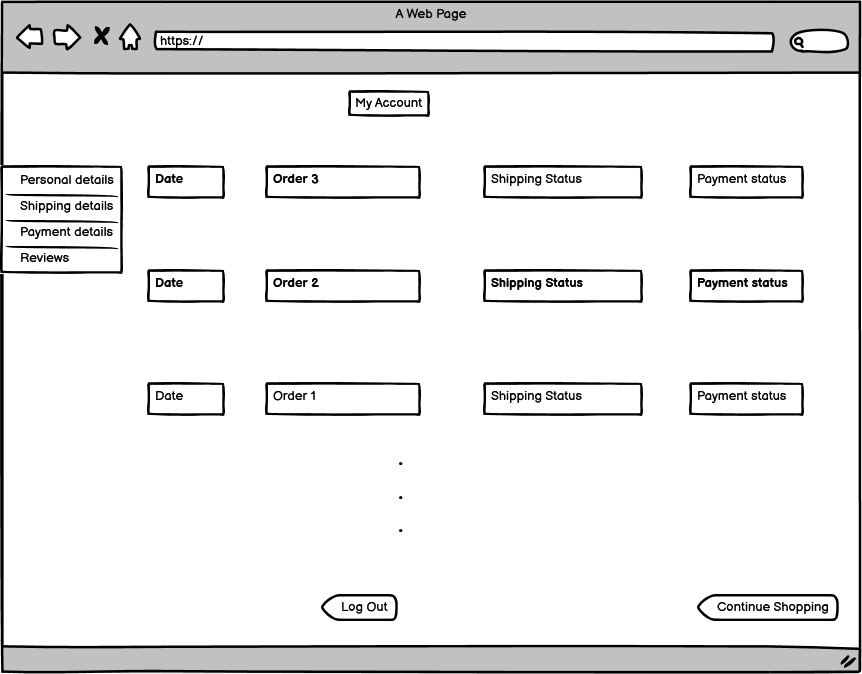 A Web Page
https://
My Account
Personal details
Shipping details
Payment details
Reviews
Date
Order 3
Shipping Status
Payment status
Date
Order 2
Shipping Status
Payment status
Date
Order 1
Shipping Status
Payment status
.
.
.
Log Out
Continue Shopping